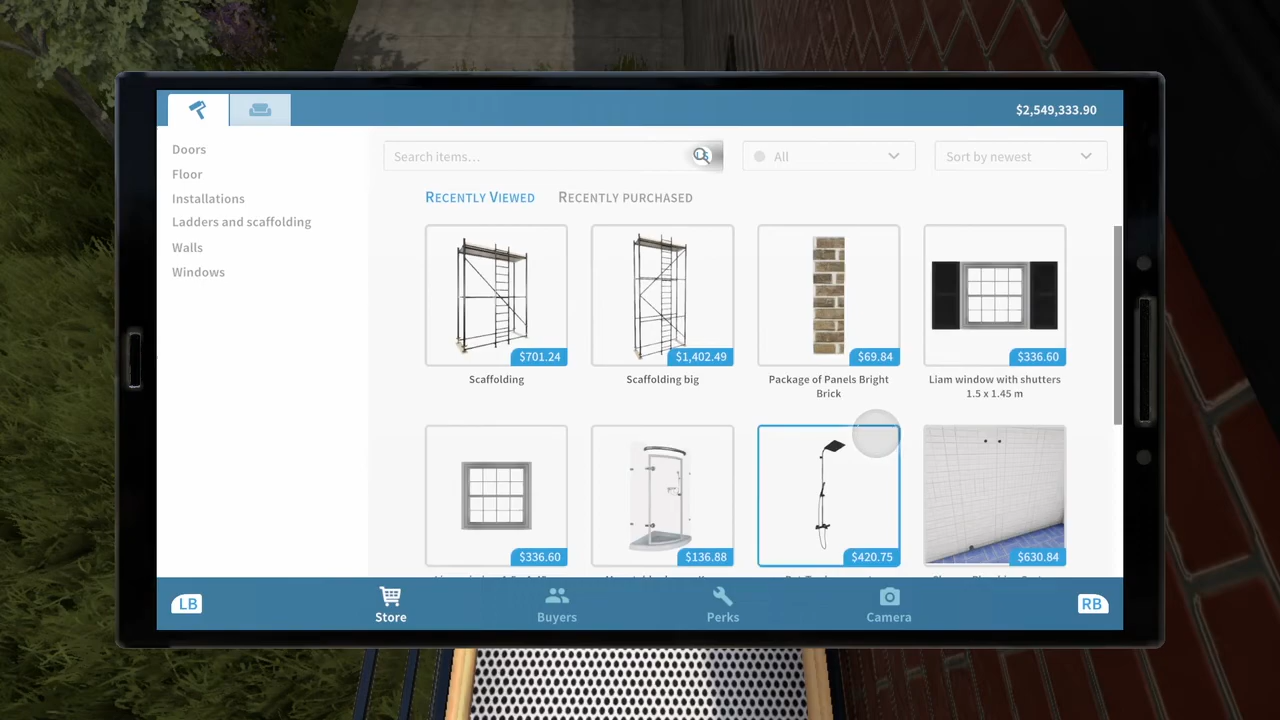 $2,549,333.90
Doors
Floor
Installations
Ladders and scaffolding
Walls
Windows
Search items...
LS
All
Sort by newest
Recently Viewed
Recently purchased
$701.24
$1,402.49
$69.84
$336.60
Scaffolding
Scaffolding big
Package of Panels Bright
Brick
Liam window with shutters
1.5 x 1.45 m
$336.60
$136.88
$420.75
$630.84
LB
Store
Buyers
Perks
Camera
RB